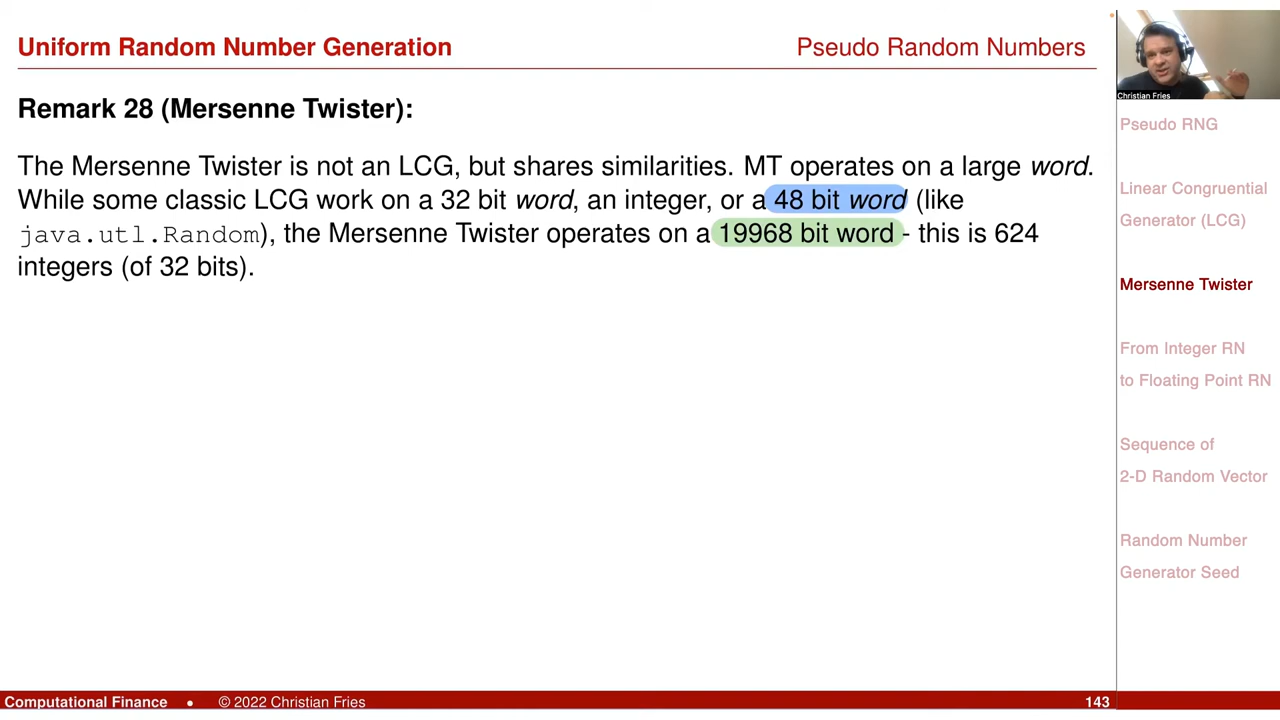 Uniform Random Number Generation
Pseudo Random Numbers
Remark 28 (Mersenne Twister):
The Mersenne Twister is not an LCG, but shares similarities. MT operates on a large word.
While some classic LCG work on a 32 bit word, an integer, or a 48 bit word (like
java.utl.Random), the Mersenne Twister operates on a 19968 bit word - this is 624
integers (of 32 bits).
Christian Fries
Pseudo RNG
Linear Congruential
Generator (LCG)
Mersenne Twister
From Integer RN
to Floating Point RN
Sequence of
2-D Random Vector
Random Number
Generator Seed
Computational Finance • © 2022 Christian Fries
143